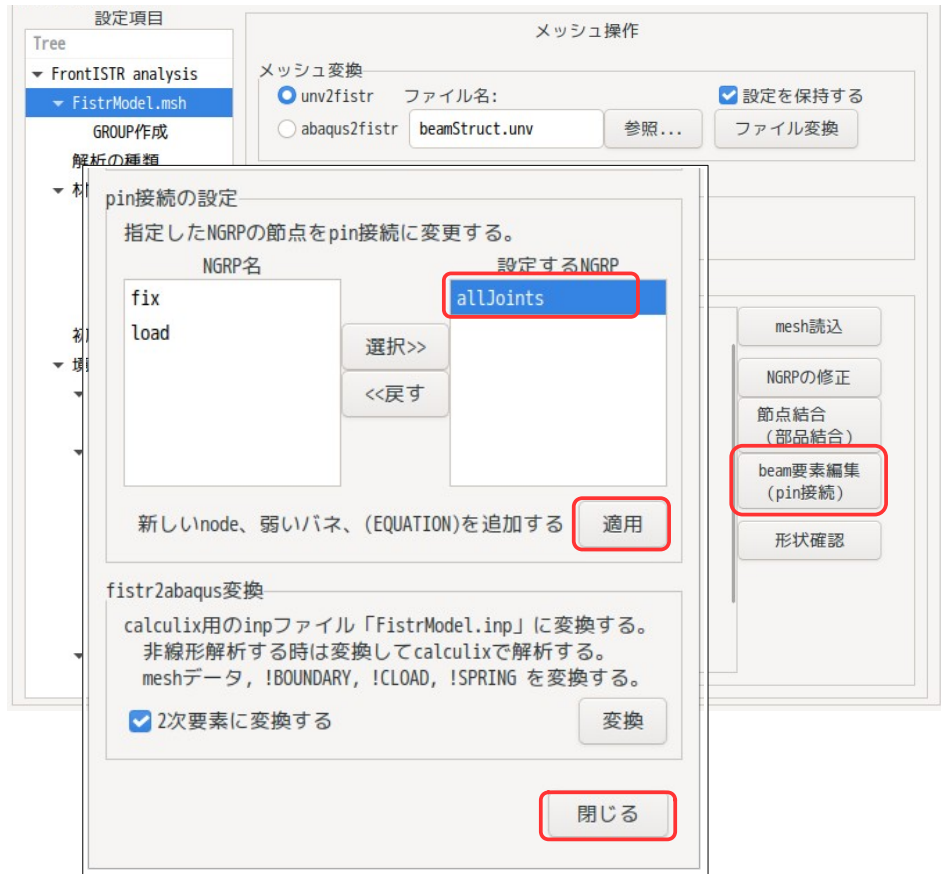 設定項目
Tree
FrontISTR analysis
FistrModel.msh
GROUP作成
解析の種類
メッシュ操作
メッシュ変換
unv2fistr ファイル名: 設定を保持する
abaqus2fistr beamStruct.unv 参照... ファイル変換
pin接続の設定
指定したNGRPの節点をpin接続に変更する。
NGRP名 設定するNGRP
fix
load
allJoints
選択>>
<<戻す
新しいnode、弱いバネ、(EQUATION)を追加する 適用
fistr2abaqus変換
calculix用のinpファイル「FistrModel.inp」に変換する。
非線形解析する時は変換してcalculixで解析する。
meshデータ, !BOUNDARY, !CLOAD, !SPRING を変換する。
2次要素に変換する 変換
閉じる
mesh読込
NGRPの修正
節点結合
(部品結合)
beam要素編集
(pin接続)
形状確認